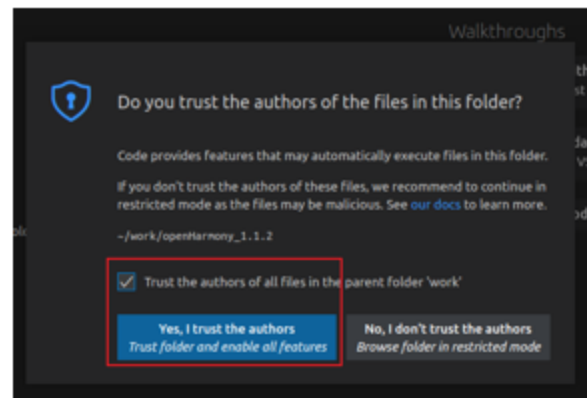 Walkthroughs
Do you trust the authors of the files in this folder?
Code provides features that may automatically execute files in this folder.
If you don't trust the authors of these files, we recommend to continue in
restricted mode as the files may be malicious. See our docs to learn more.
~/work/openHarmony_1.1.2
Trust the authors of all files in the parent folder 'work'
Yes, I trust the authors
No, I don't trust the authors
Trust folder and enable all features
Browse folder in restricted mode